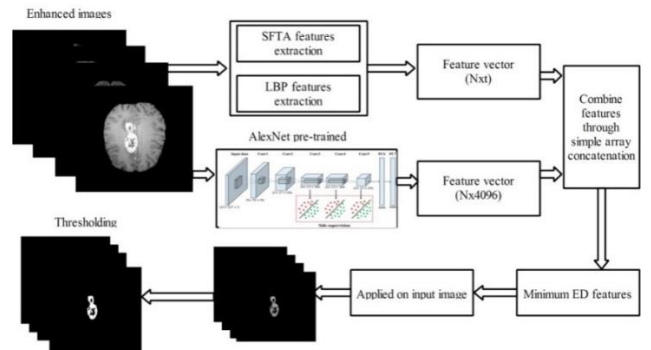 Enhanced images
SFTA features
extraction
LBP features
extraction
Feature vector
(Nxt)
Combine
features
through
simple array
concatenation
AlexNet pre-trained
Feature vector
(Nx4096)
Thresholding
Applied on input image
Minimum ED features